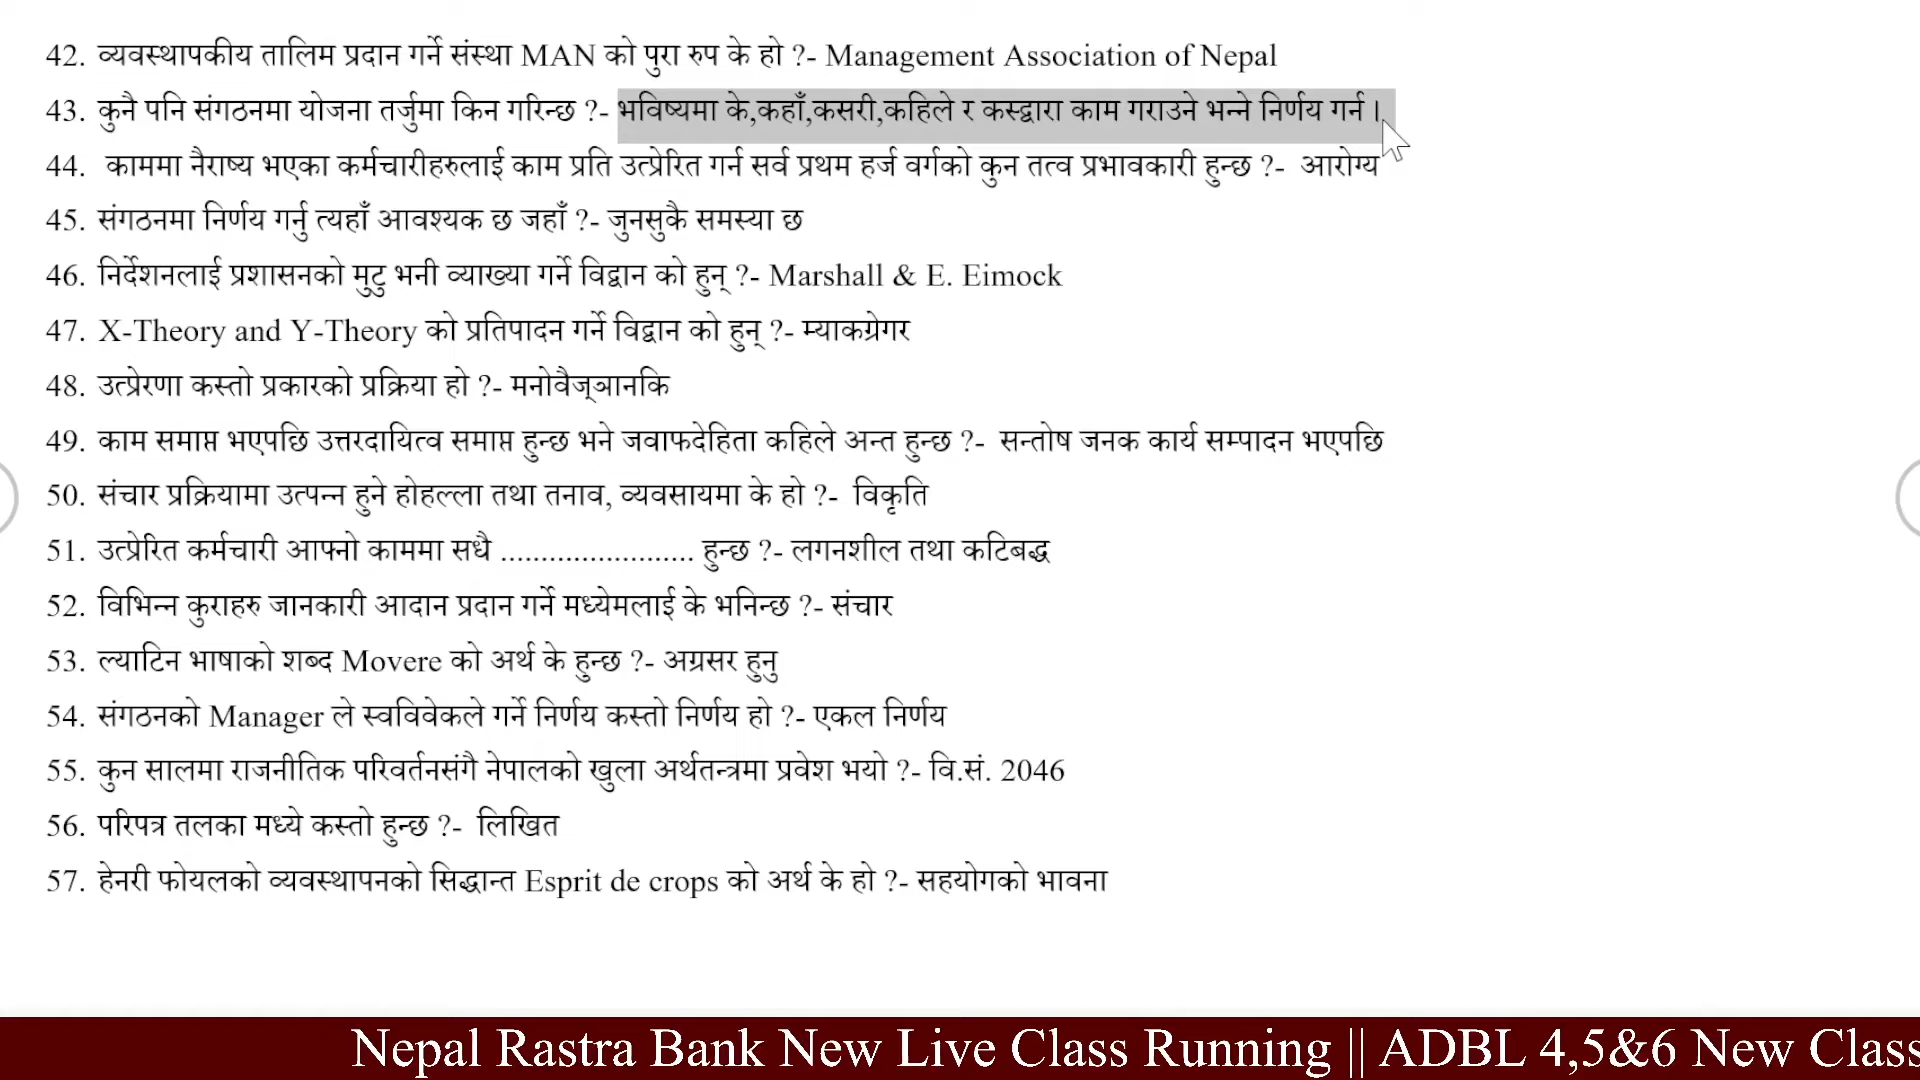 42. व्यवस्थापकीय तालिम प्रदान गर्ने संस्था MAN को पुरा रुप के हो ?- Management Association of Nepal
43. कुनै पनि संगठनमा योजना तर्जुमा किन गरिन्छ ?- भविष्यमा के,कहाँ,कसरी,कहिले र कस्द्वारा काम गराउने भन्ने निर्णय गर्न ।
44. काममा नैराष्य भएका कर्मचारीहरुलाई काम प्रति उत्प्रेरित गर्न सर्व प्रथम हर्ज वर्गको कुन तत्व प्रभावकारी हुन्छ ?- आरोग्य
45. संगठनमा निर्णय गर्नु त्यहाँ आवश्यक छ जहाँ ?- जुनसुकै समस्या छ
46. निर्देशनलाई प्रशासनको मुटु भनी व्याख्या गर्ने विद्वान को हुन् ?- Marshall & E. Eimock
47. X-Theory and Y-Theory को प्रतिपादन गर्ने विद्वान को हुन् ?- म्याकग्रेगर
48. उत्प्रेरणा कस्तो प्रकारको प्रक्रिया हो ?- मनोवैज्ञानकि
49. काम समाप्त भएपछि उत्तरदायित्व समाप्त हुन्छ भने जवाफदेहिता कहिले अन्त हुन्छ ?- सन्तोष जनक कार्य सम्पादन भएपछि
50. संचार प्रक्रियामा उत्पन्न हुने होहल्ला तथा तनाव, व्यवसायमा के हो ?- विकृति
51. उत्प्रेरित कर्मचारी आफ्नो काममा सधै ........................ हुन्छ ?- लगनशील तथा कटिबद्ध
52. विभिन्न कुराहरु जानकारी आदान प्रदान गर्ने मध्येमलाई के भनिन्छ ?- संचार
53. ल्याटिन भाषाको शब्द Movere को अर्थ के हुन्छ ?- अग्रसर हुनु
54. संगठनको Manager ले स्वविवेकले गर्ने निर्णय कस्तो निर्णय हो ?- एकल निर्णय
55. कुन सालमा राजनीतिक परिवर्तनसंगै नेपालको खुला अर्थतन्त्रमा प्रवेश भयो ?- वि.सं. 2046
56. परिपत्र तलका मध्ये कस्तो हुन्छ ?- लिखित
57. हेनरी फोयलको व्यवस्थापनको सिद्धान्त Esprit de crops को अर्थ के हो ?- सहयोगको भावना
Nepal Rastra Bank New Live Class Running || ADBL 4,5&6 New Class